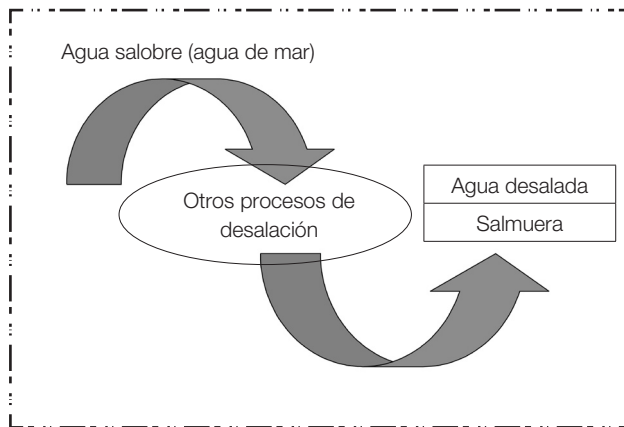 Agua salobre (agua de mar)
Otros procesos de
desalación
Agua desalada
Salmuera